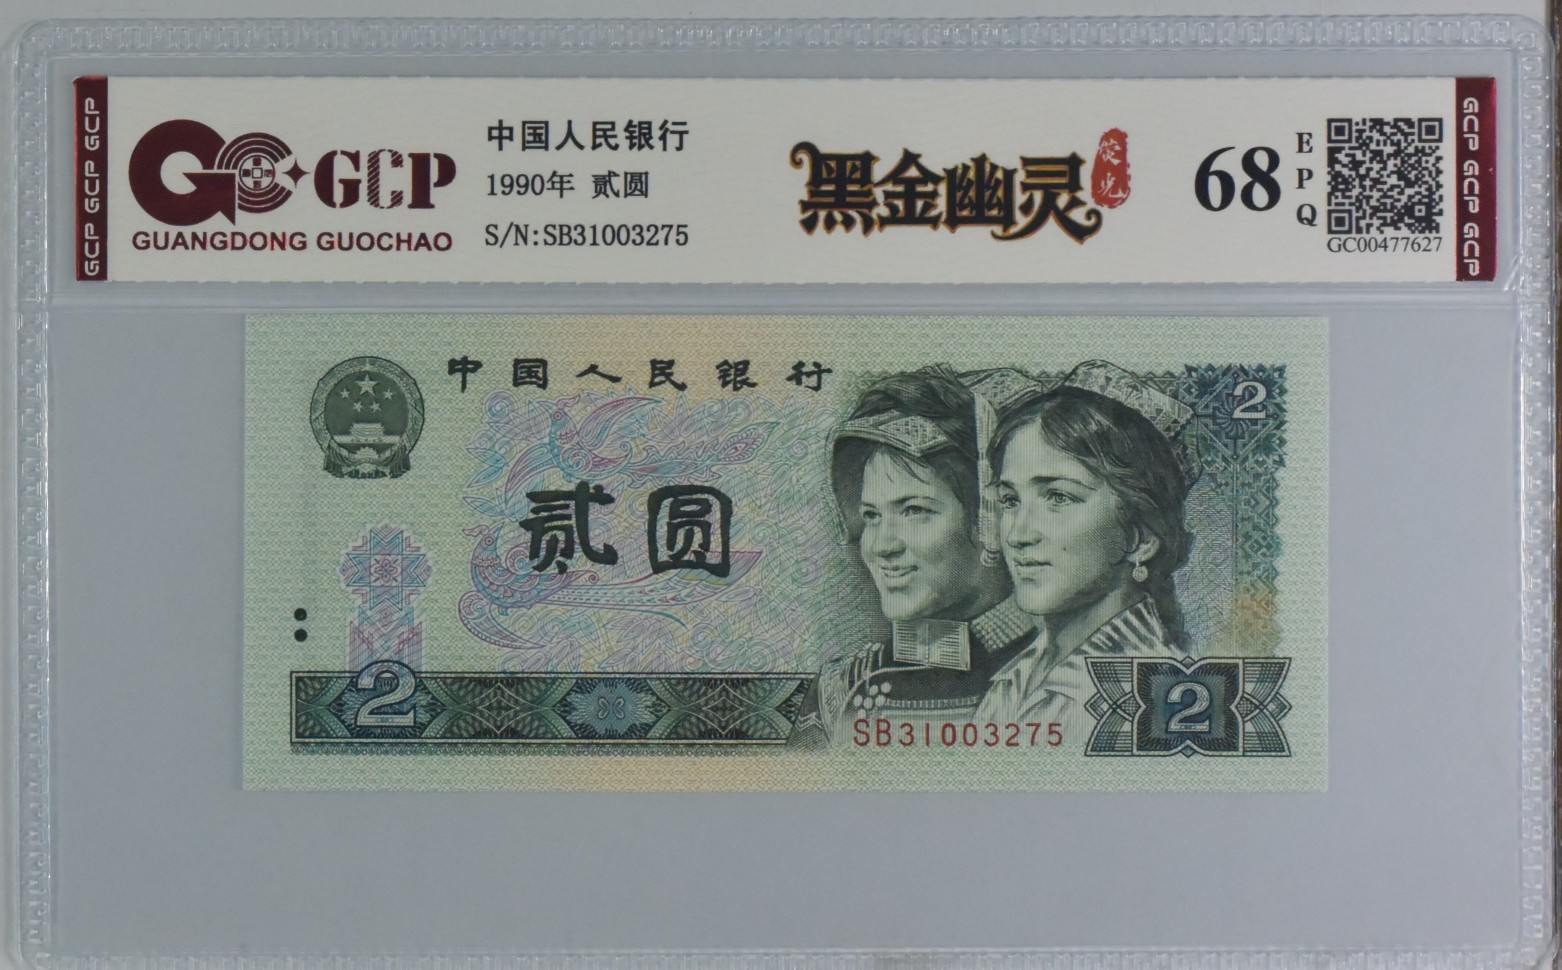 GCP GCP GCP
GCP
GUANGDONG GUOCHAO
中国人民银行
1990年 贰圆
S/N:SB31003275
黑金幽灵
荧光
68
EPQ
GC00477627
GCP GCP GCP
中国人民银行
2
贰圆
2
SB31003275
2